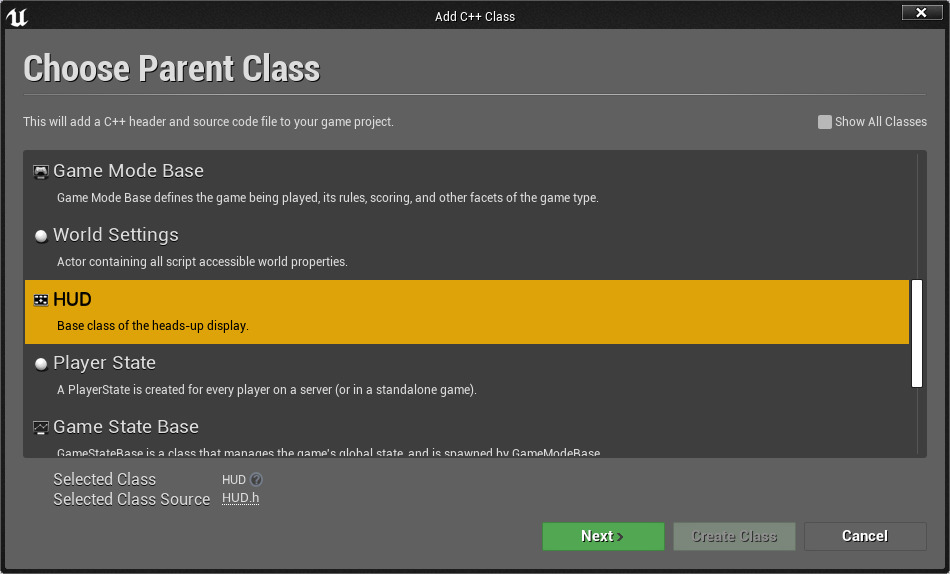 Add C++ Class
Choose Parent Class
This will add a C++ header and source code file to your game project.
Show All Classes
Game Mode Base
Game Mode Base defines the game being played, its rules, scoring, and other facets of the game type.
World Settings
Actor containing all script accessible world properties.
HUD
Base class of the heads-up display.
Player State
A PlayerState is created for every player on a server (or in a standalone game).
Game State Base
GameStateBase is a class that manages the game's global state, and is spawned by GameModeBase.
Selected Class HUD ?
Selected Class Source HUD.h
Next >
Create Class
Cancel